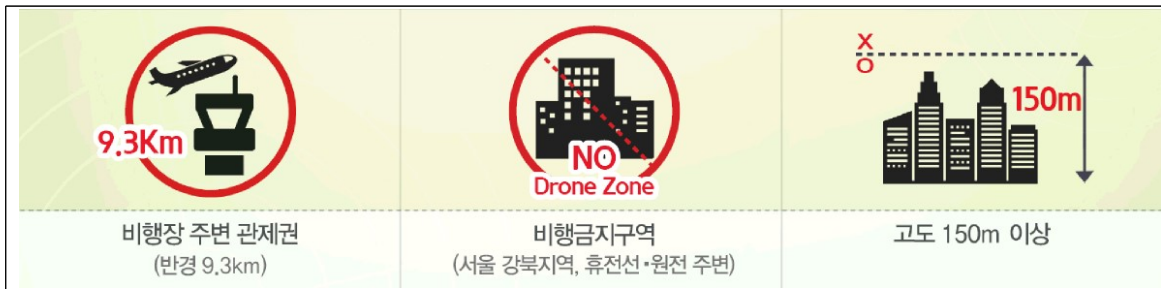 9.3Km
비행장 주변 관제권
(반경 9.3km)
NO
Drone Zone
비행금지구역
(서울 강북지역, 휴전선•원전 주변)
X
O
150m
고도 150m 이상